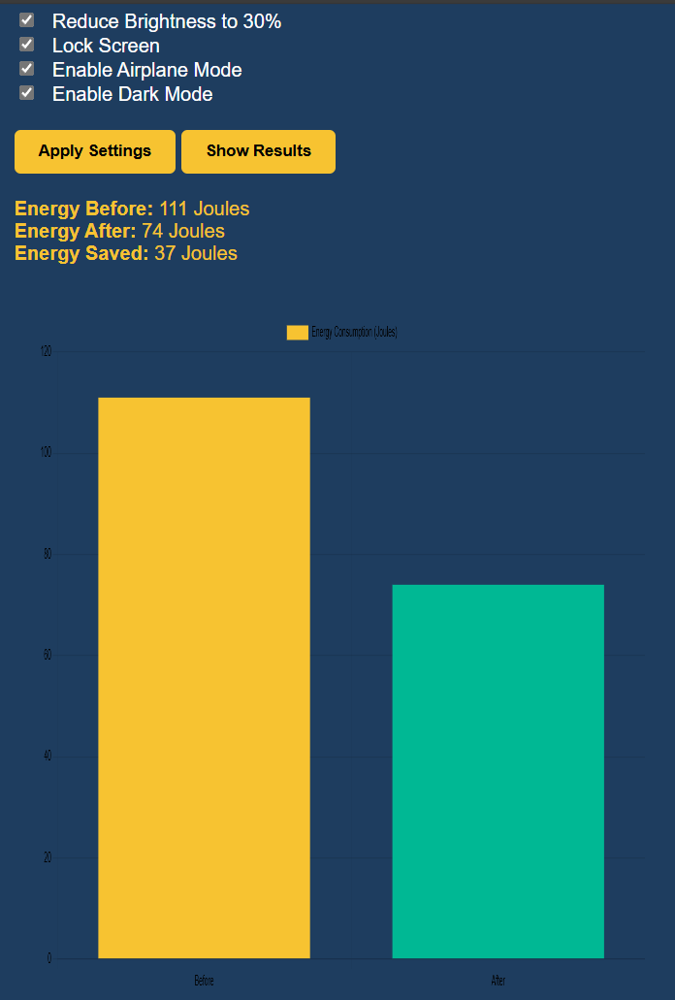 Reduce Brightness to 30%
Lock Screen
Enable Airplane Mode
Enable Dark Mode
Apply Settings Show Results
Energy Before: 111 Joules
Energy After: 74 Joules
Energy Saved: 37 Joules
Energy Consumption (Joules)
120
100
80
60
40
20
0
Before After